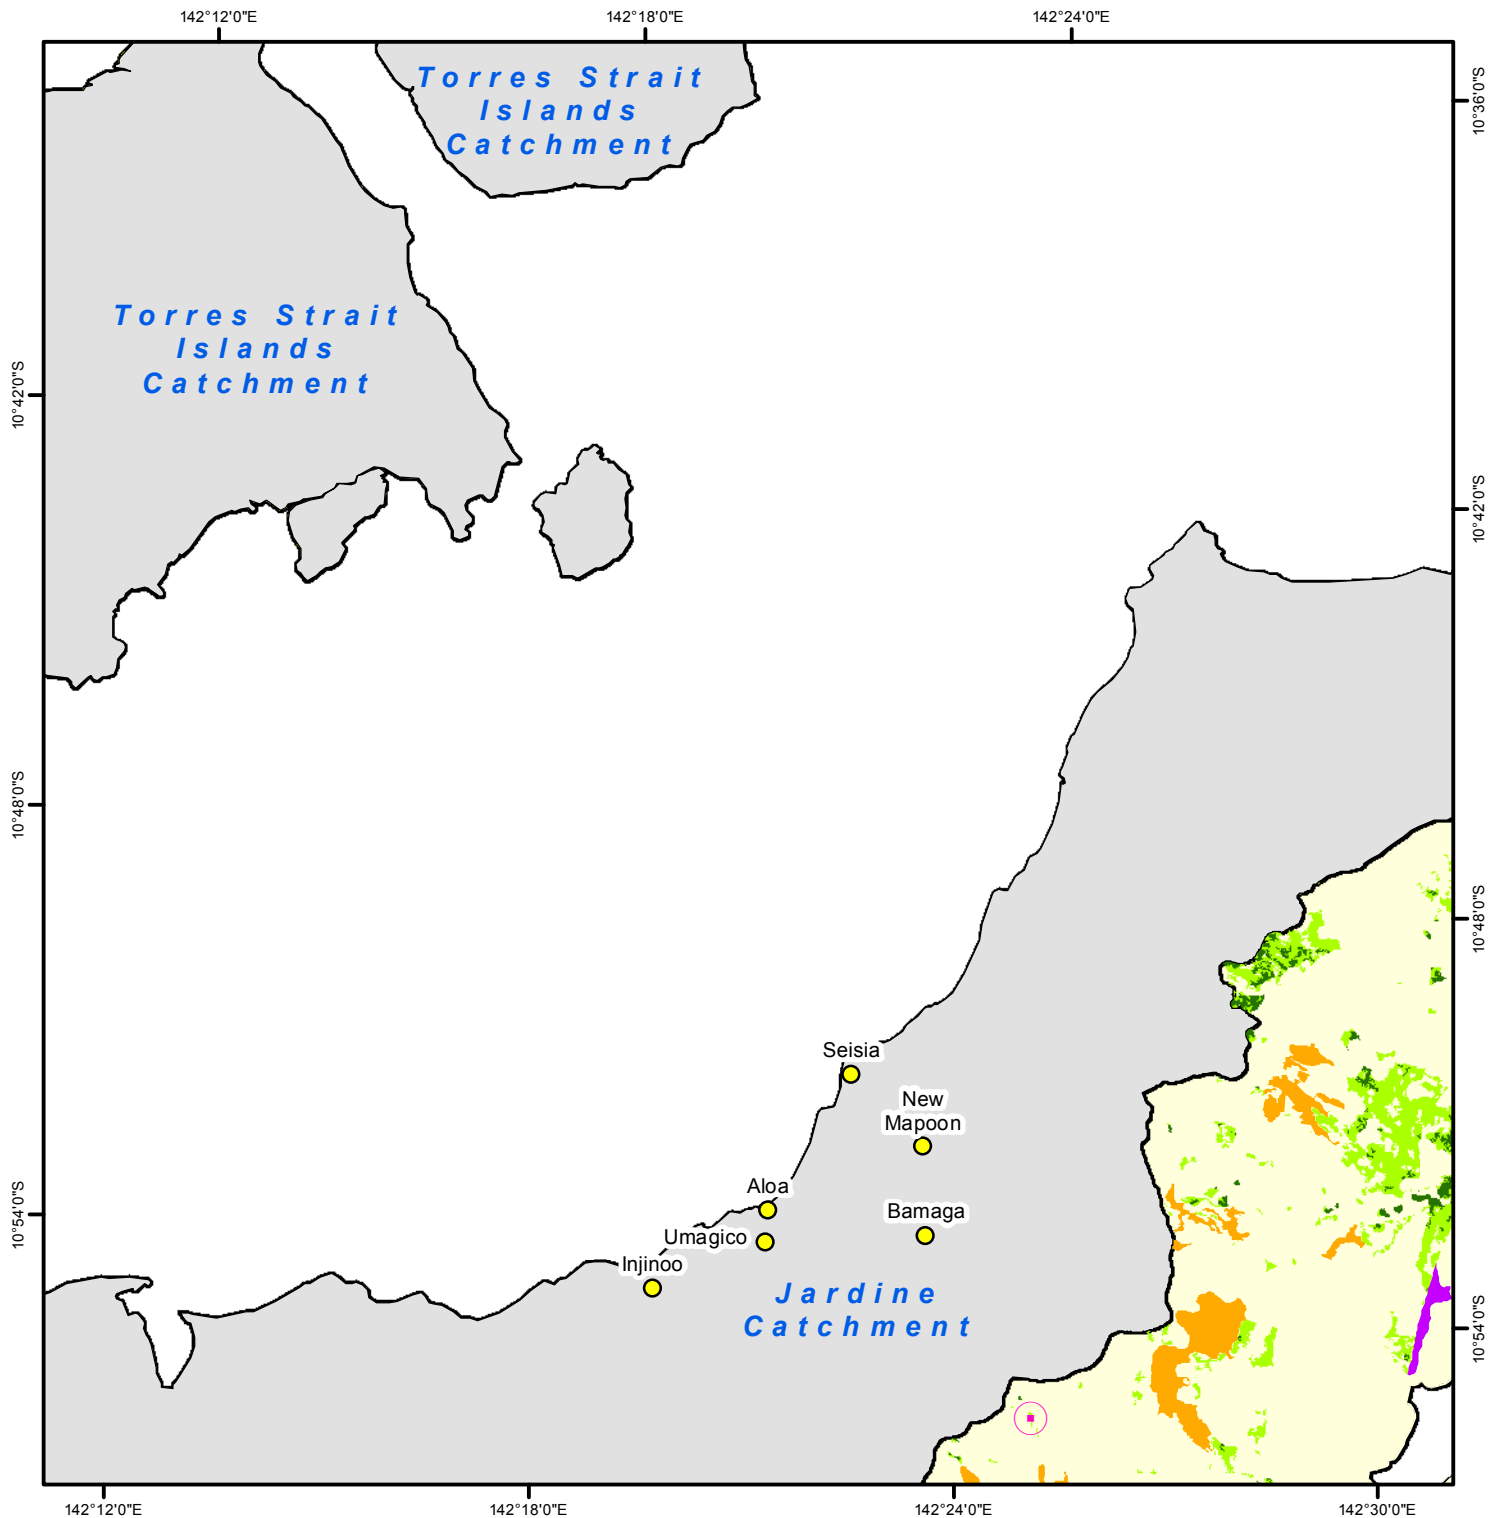 142°12'0"E
142°18'0"E
142°24'0"E
Torres Strait
Islands
Catchment
10°36'0"S
Torres Strait
Islands
Catchment
10°42'0"S
10°42'0"S
10°48'0"S
10°48'0"S
Seisia
New
Mapoon
Aloa
Bamaga
Umagico
Injinoo
10°54'0"S
Jardine
Catchment
10°54'0"S
142°12'0"E
142°18'0"E
142°24'0"E
142°30'0"E